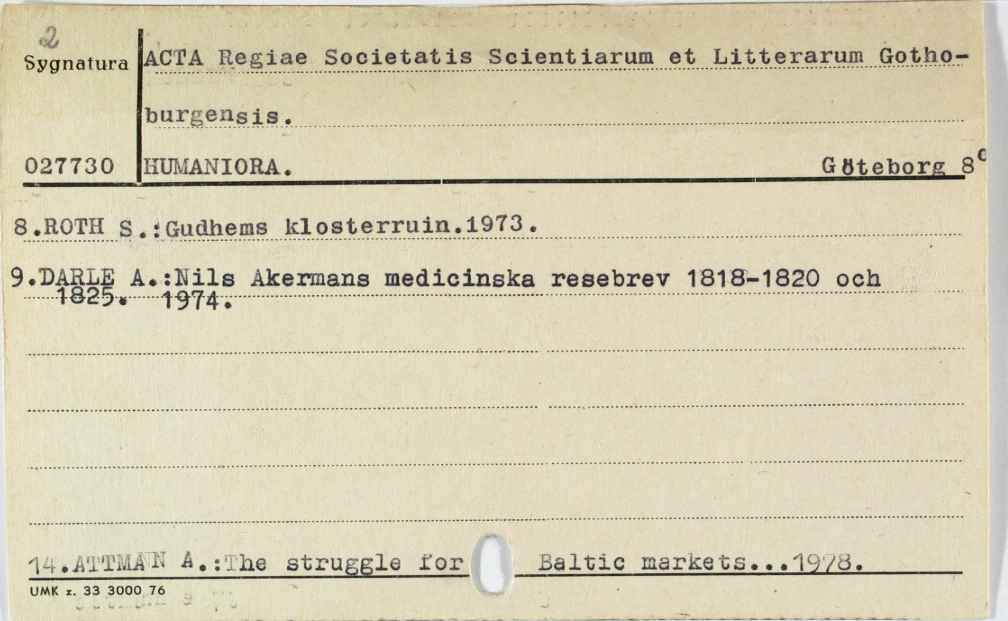 2
Sygnatura
ACTA Regiae Societatis Scientiarum et Litterarum Gotho-
burgensis.
027730
HUMANIORA. Göteborg 8°
8.ROTH S.:Gudhems klosterruin.1973.
9.DARLE A.:Nils Akermans medicinska resebrev 1818-1820 och
1825. 1974.
14.ATTMAN A.:The struggle for Baltic markets...1978.
UMK z. 33 3000 76